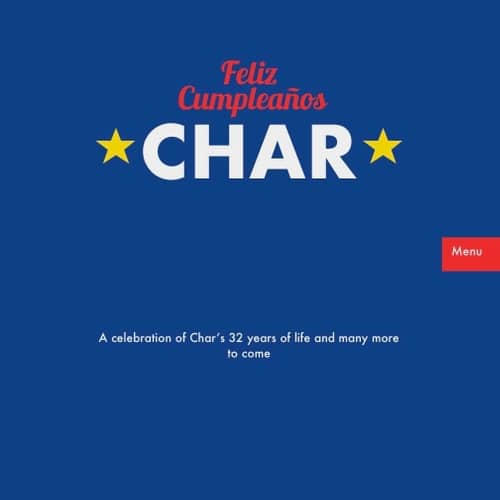 Feliz
Cumpleaños
CHAR
Menu
A celebration of Char's 32 years of life and many more
to come